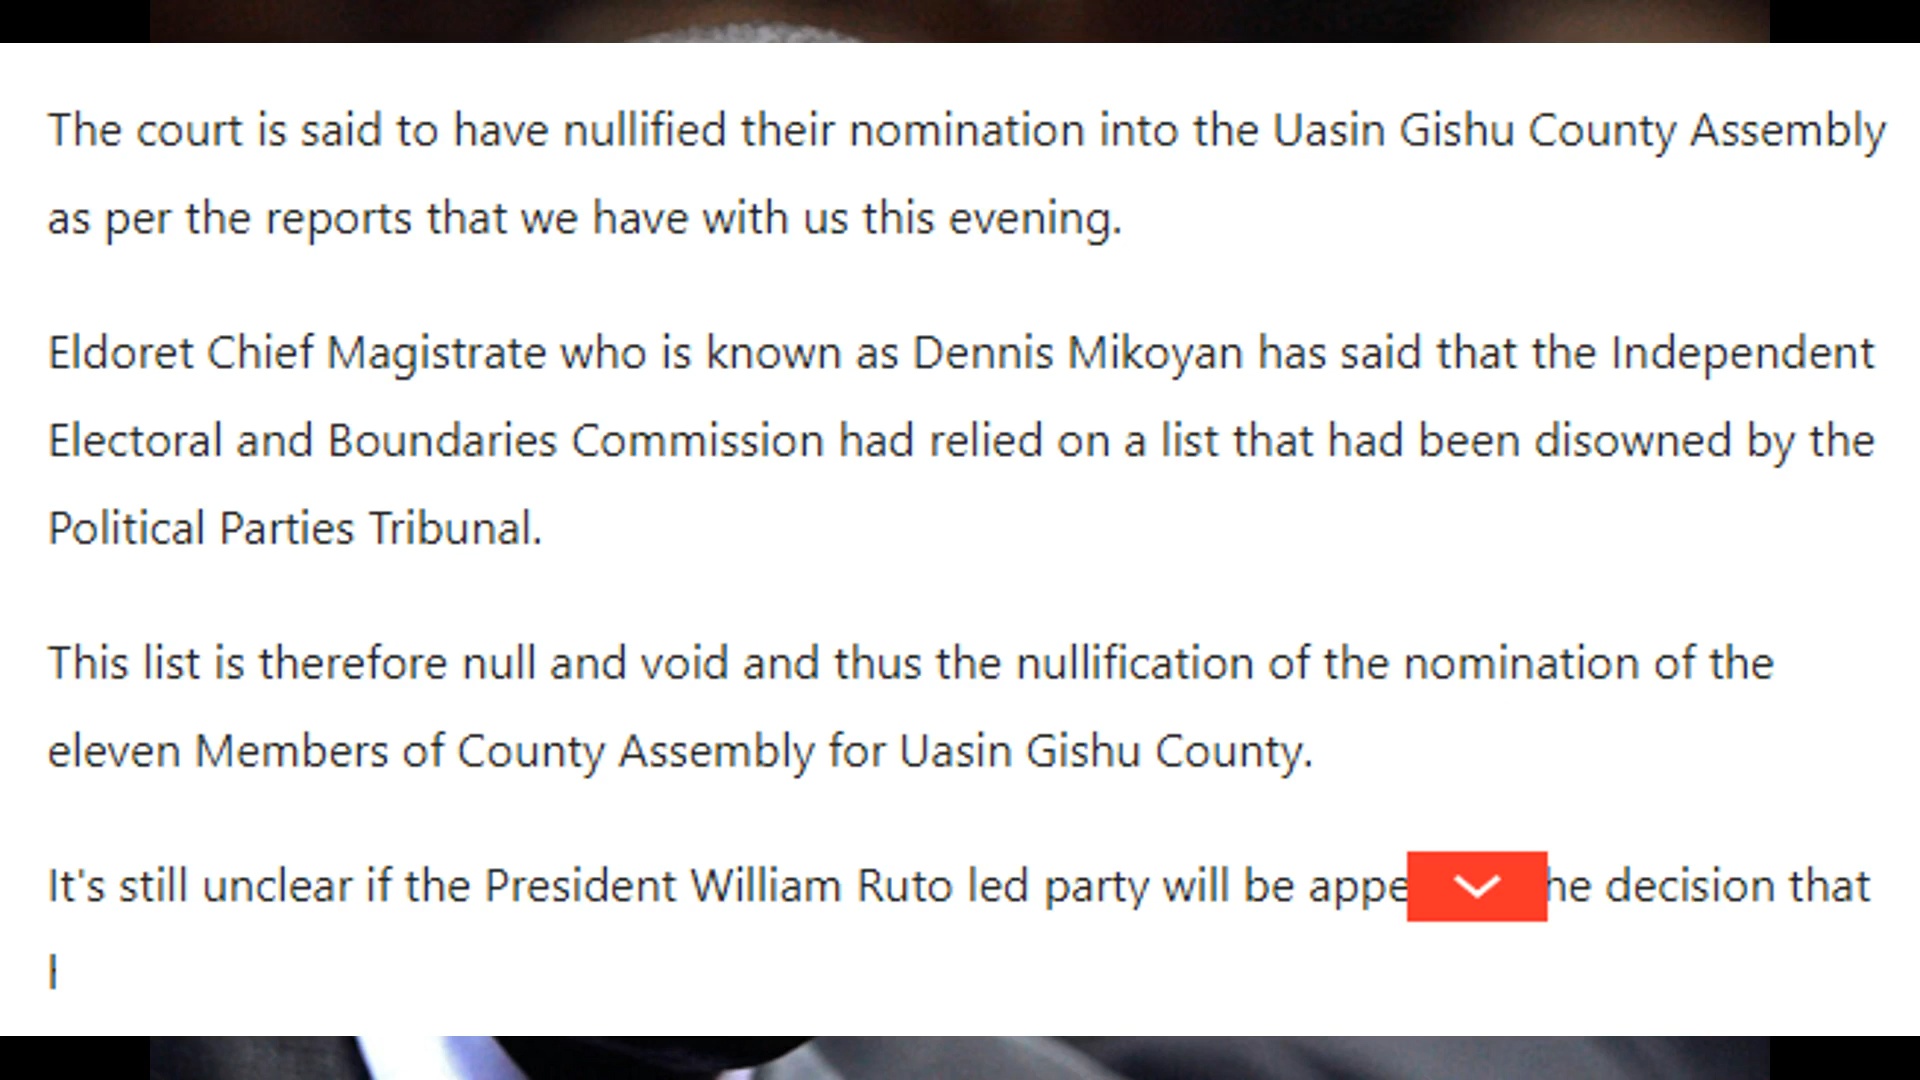 The court is said to have nullified their nomination into the Uasin Gishu County Assembly
as per the reports that we have with us this evening.
Eldoret Chief Magistrate who is known as Dennis Mikoyan has said that the Independent
Electoral and Boundaries Commission had relied on a list that had been disowned by the
Political Parties Tribunal.
This list is therefore null and void and thus the nullification of the nomination of the
eleven Members of County Assembly for Uasin Gishu County.
It's still unclear if the President William Ruto led party will be decision that